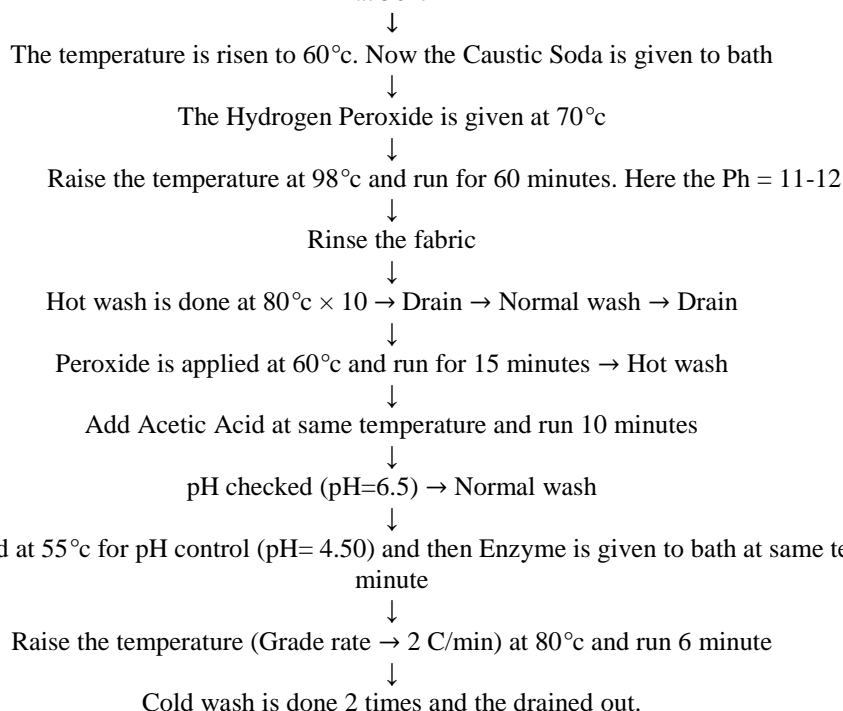 ↓
The temperature is risen to 60°c. Now the Caustic Soda is given to bath
↓
The Hydrogen Peroxide is given at 70°c
↓
Raise the temperature at 98°c and run for 60 minutes. Here the Ph = 11-12
↓
Rinse the fabric
↓
Hot wash is done at 80°c × 10 → Drain → Normal wash → Drain
↓
Peroxide is applied at 60°c and run for 15 minutes → Hot wash
↓
Add Acetic Acid at same temperature and run 10 minutes
↓
pH checked (pH=6.5) → Normal wash
↓
at 55°c for pH control (pH= 4.50) and then Enzyme is given to bath at same
minute
↓
Raise the temperature (Grade rate → 2 C/min) at 80°c and run 6 minute
↓
Cold wash is done 2 times and the drained out.